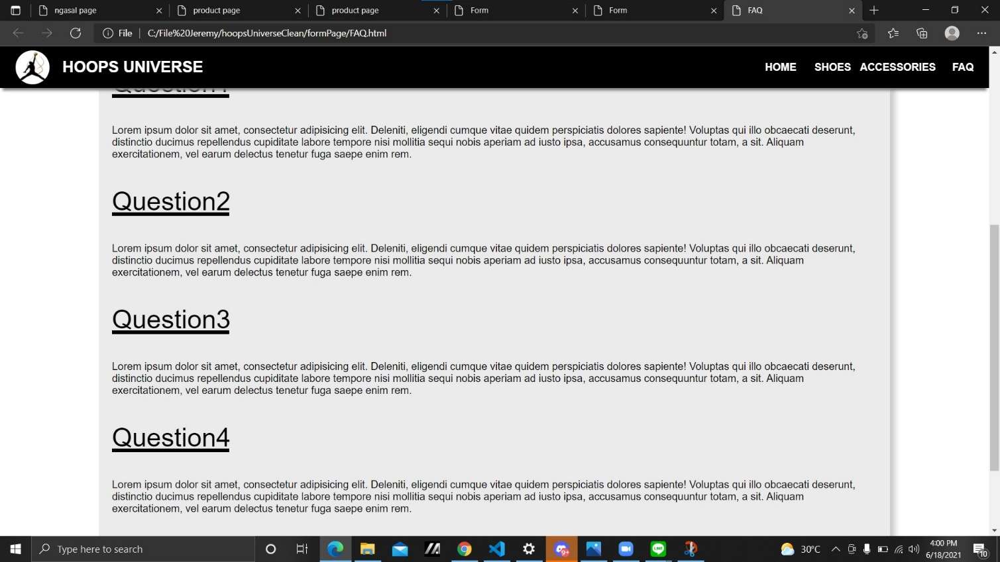 ngasal page
product page
product page
Form
Form
FAQ
File
C:/File%20Jeremy/hoopsUniverseClean/formPage/FAQ.html
HOOPS UNIVERSE
HOME SHOES ACCESSORIES FAQ
Lorem ipsum dolor sit amet, consectetur adipisicing elit. Deleniti, eligendi cumque vitae quidem perspiciatis dolores sapiente! Voluptas qui illo obcaecati deserunt,
distinctio ducimus repellendus cupiditate labore tempore nisi mollitia sequi nobis aperiam ad iusto ipsa, accusamus consequuntur totam, a sit. Aliquam
exercitationem, vel earum delectus tenetur fuga saepe enim rem.
Question2
Lorem ipsum dolor sit amet, consectetur adipisicing elit. Deleniti, eligendi cumque vitae quidem perspiciatis dolores sapiente! Voluptas qui illo obcaecati deserunt,
distinctio ducimus repellendus cupiditate labore tempore nisi mollitia sequi nobis aperiam ad iusto ipsa, accusamus consequuntur totam, a sit. Aliquam
exercitationem, vel earum delectus tenetur fuga saepe enim rem.
Question3
Lorem ipsum dolor sit amet, consectetur adipisicing elit. Deleniti, eligendi cumque vitae quidem perspiciatis dolores sapiente! Voluptas qui illo obcaecati deserunt,
distinctio ducimus repellendus cupiditate labore tempore nisi mollitia sequi nobis aperiam ad iusto ipsa, accusamus consequuntur totam, a sit. Aliquam
exercitationem, vel earum delectus tenetur fuga saepe enim rem.
Question4
Lorem ipsum dolor sit amet, consectetur adipisicing elit. Deleniti, eligendi cumque vitae quidem perspiciatis dolores sapiente! Voluptas qui illo obcaecati deserunt,
distinctio ducimus repellendus cupiditate labore tempore nisi mollitia sequi nobis aperiam ad iusto ipsa, accusamus consequuntur totam, a sit. Aliquam
exercitationem, vel earum delectus tenetur fuga saepe enim rem.
Type here to search
9+
30°C
4:00 PM
6/18/2021
10